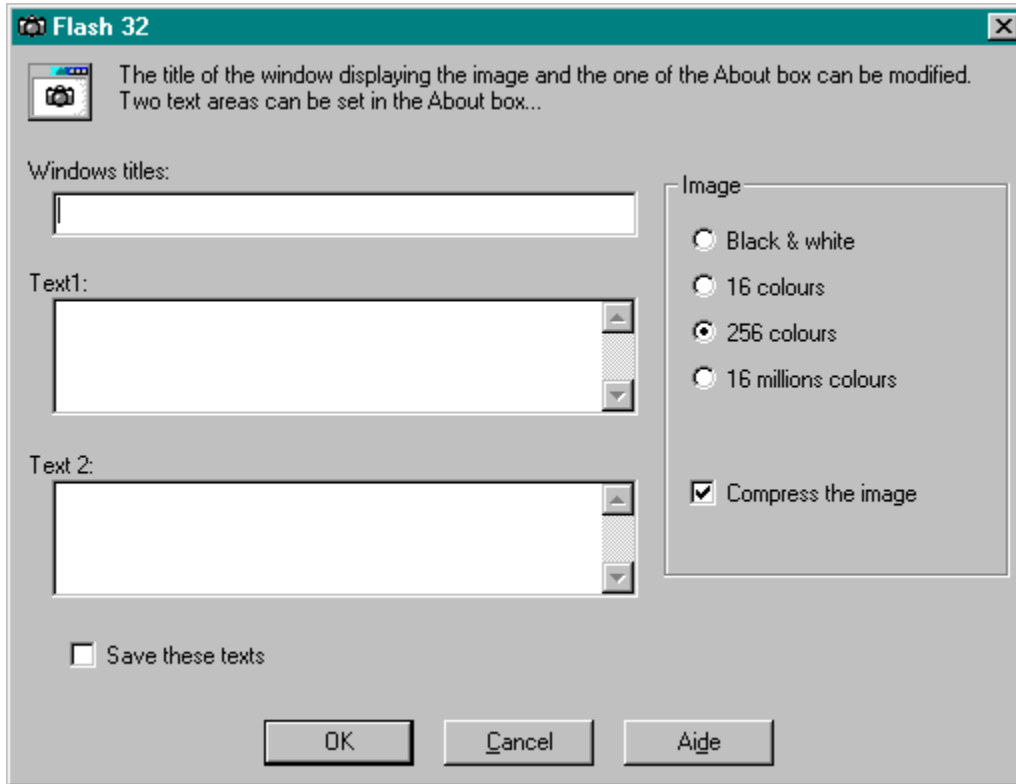 Flash 32
The title of the window displaying the image and the one of the About box can be modified.
Two text areas can be set in the About box...
Windows titles:
Text1:
Text 2:
Save these texts
Image
Black & white
16 colours
256 colours
16 millions colours
Compress the image
OK
Cancel
Aide